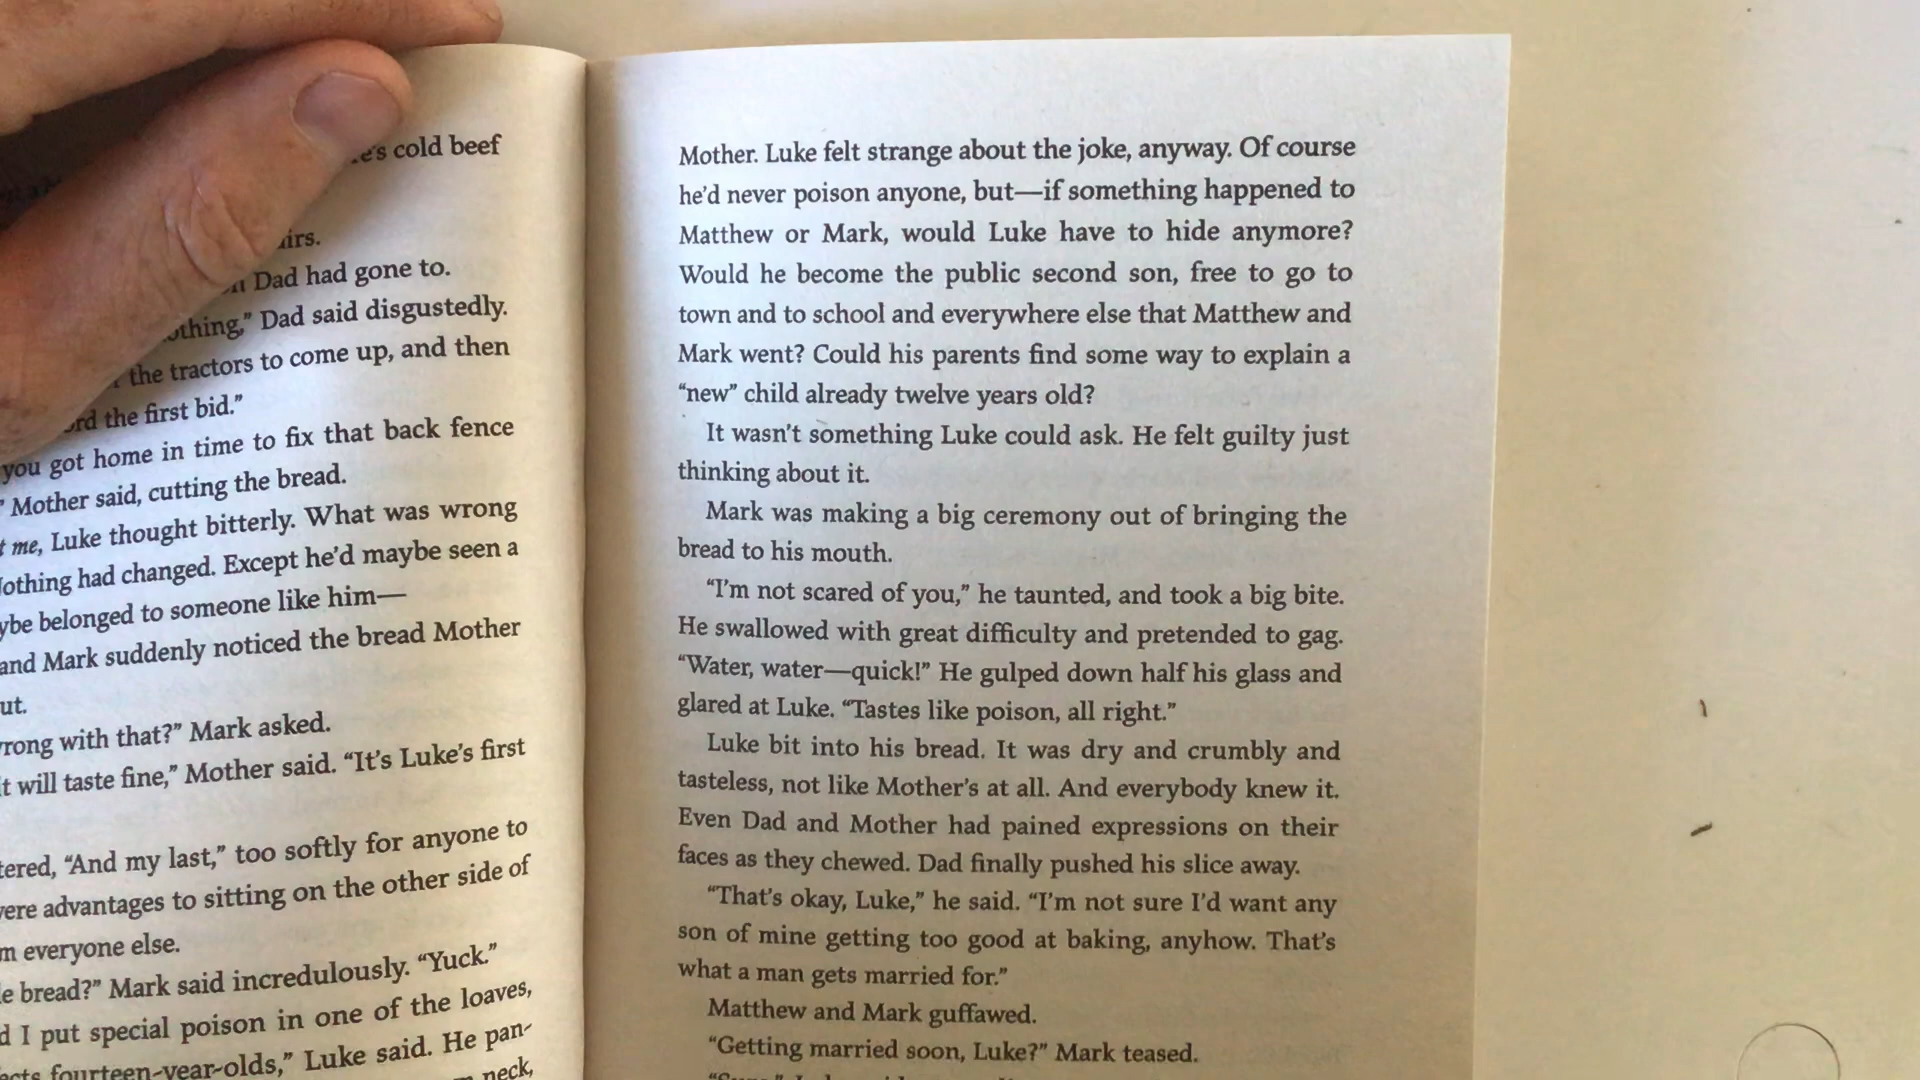 cold beef
Dad had gone to.
Dad said disgustedly.
the tractors to come up, and then
the first bid.”
you got home in time to fix that back fence
Mother said, cutting the bread.
me, Luke thought bitterly. What was wrong
had changed. Except he’d maybe seen a
belonged to someone like him—
and Mark suddenly noticed the bread Mother
with that?” Mark asked.
will taste fine,” Mother said. “It’s Luke’s first
“And my last,” too softly for anyone to
advantages to sitting on the other side of
everyone else.
bread?” Mark said incredulously. “Yuck.”
I put special poison in one of the loaves,
fourteen-year-olds,” Luke said. He pan-
neck,
Mother. Luke felt strange about the joke, anyway. Of course
he’d never poison anyone, but—if something happened to
Matthew or Mark, would Luke have to hide anymore?
Would he become the public second son, free to go to
town and to school and everywhere else that Matthew and
Mark went? Could his parents find some way to explain a
“new” child already twelve years old?
It wasn’t something Luke could ask. He felt guilty just
thinking about it.
Mark was making a big ceremony out of bringing the
bread to his mouth.
“I’m not scared of you,” he taunted, and took a big bite.
He swallowed with great difficulty and pretended to gag.
“Water, water—quick!” He gulped down half his glass and
glared at Luke. “Tastes like poison, all right.”
Luke bit into his bread. It was dry and crumbly and
tasteless, not like Mother’s at all. And everybody knew it.
Even Dad and Mother had pained expressions on their
faces as they chewed. Dad finally pushed his slice away.
“That’s okay, Luke,” he said. “I’m not sure I’d want any
son of mine getting too good at baking, anyhow. That’s
what a man gets married for.”
Matthew and Mark guffawed.
“Getting married soon, Luke?” Mark teased.